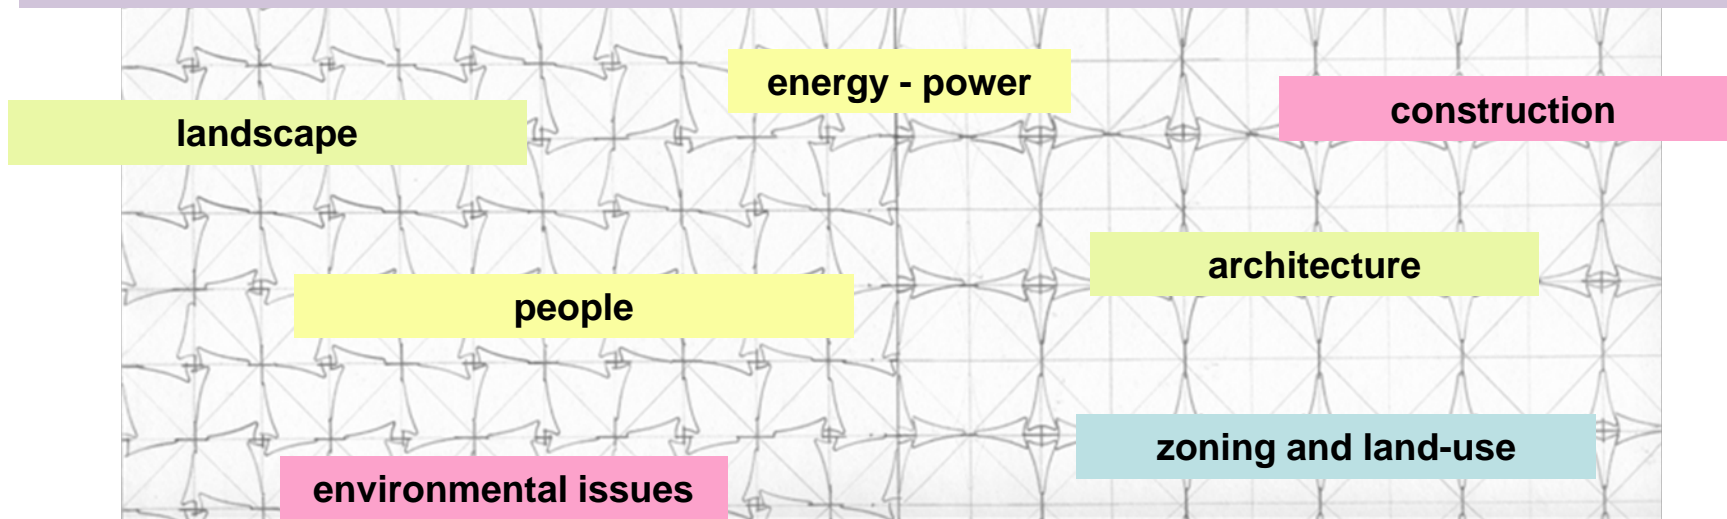 energy - power
construction
landscape
architecture
people
zoning and land-use
environmental issues